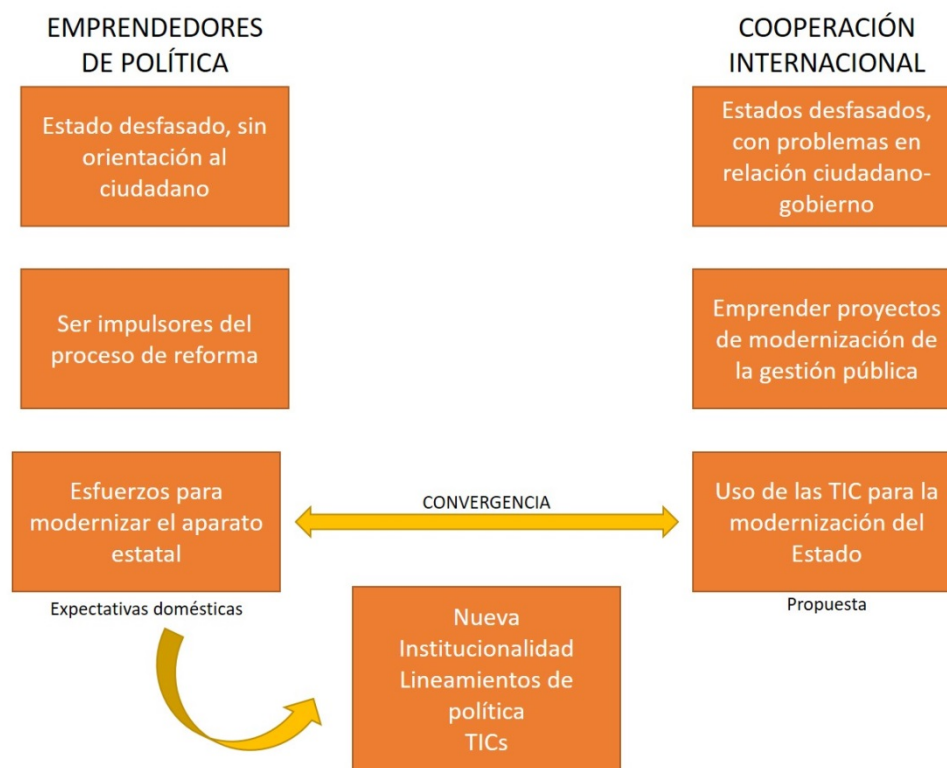 EMPRENDEDORES
DE POLÍTICA
Estado desfasado, sin
orientación al
ciudadano
Ser impulsores del
proceso de reforma
Esfuerzos para
modernizar el aparato
estatal
Expectativas domésticas
CONVERGENCIA
COOPERACIÓN
INTERNACIONAL
Estados desfasados,
con problemas en
relación ciudadano-
gobierno
Emprender proyectos
de modernización de
la gestión pública
Uso de las TIC para la
modernización del
Estado
Propuesta
Nueva
Institucionalidad
Lineamientos de
política
TICs